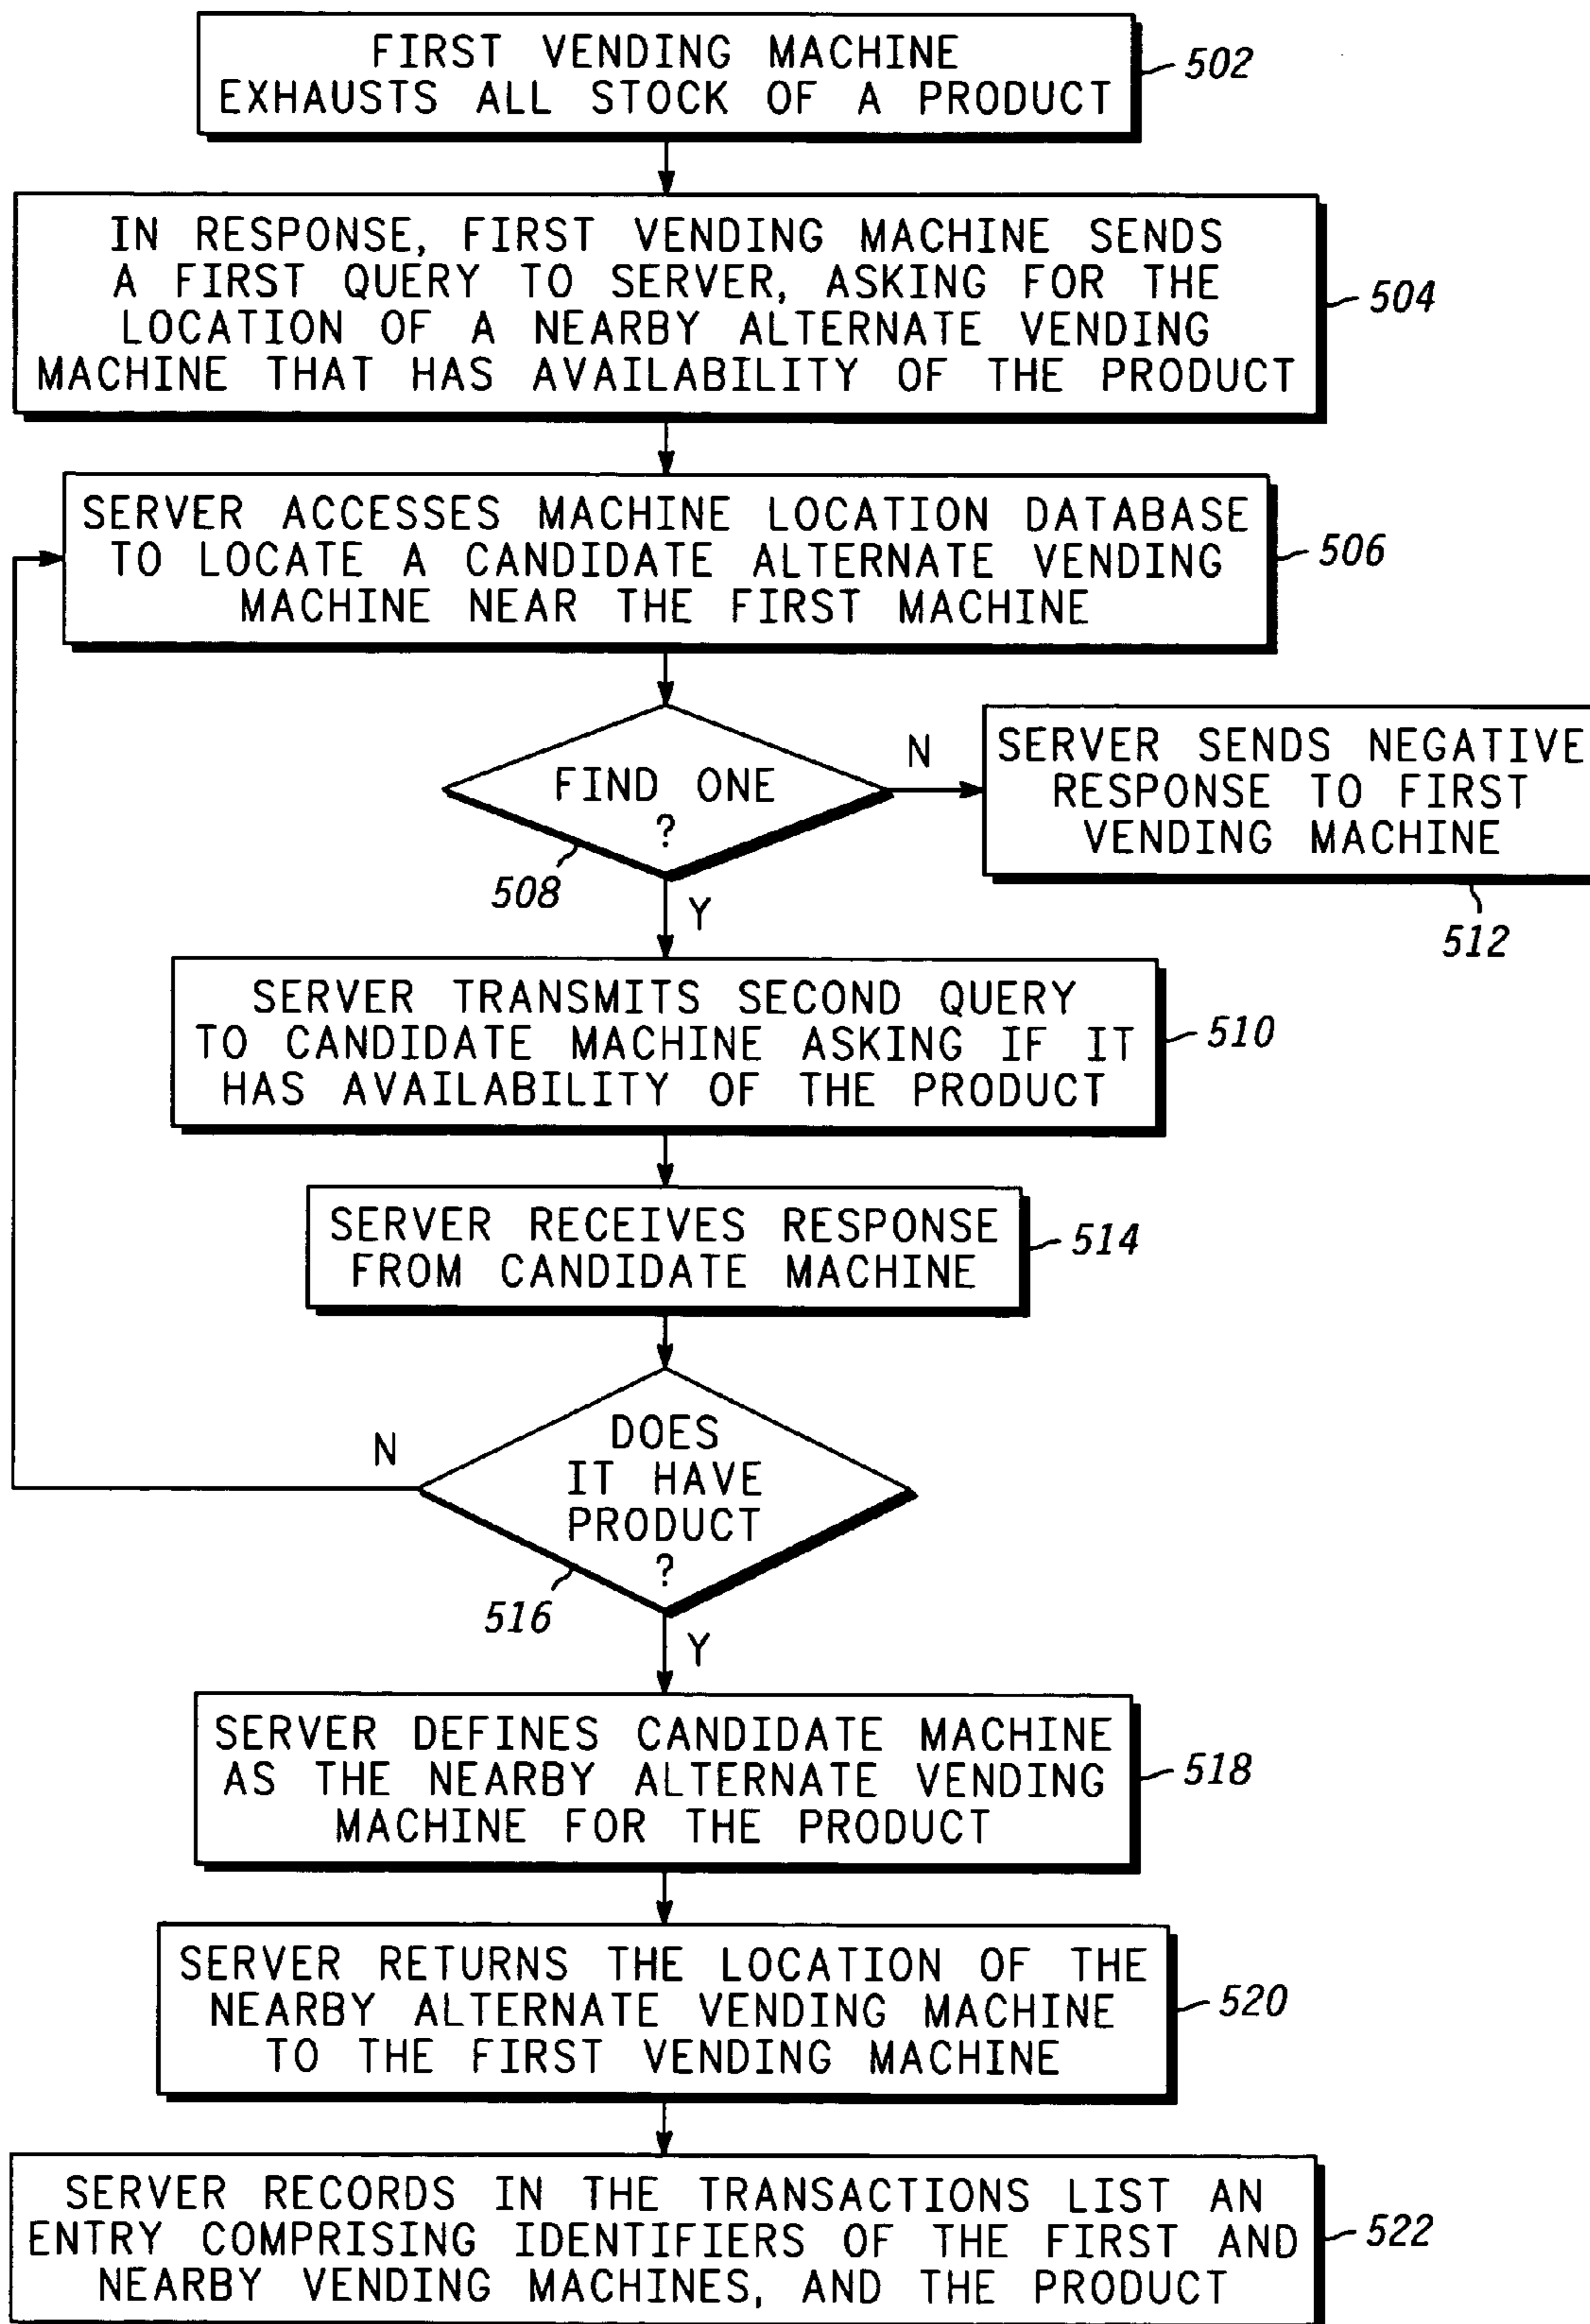 FIRST VENDING MACHINE
EXHAUSTS ALL STOCK OF A PRODUCT
502
IN RESPONSE, FIRST VENDING MACHINE SENDS
A FIRST QUERY TO SERVER, ASKING FOR THE
LOCATION OF A NEARBY ALTERNATE VENDING
MACHINE THAT HAS AVAILABILITY OF THE PRODUCT
504
SERVER ACCESSES MACHINE LOCATION DATABASE
TO LOCATE A CANDIDATE ALTERNATE VENDING
MACHINE NEAR THE FIRST MACHINE
506
FIND ONE
?
508
N
SERVER SENDS NEGATIVE
RESPONSE TO FIRST
VENDING MACHINE
512
Y
SERVER TRANSMITS SECOND QUERY
TO CANDIDATE MACHINE ASKING IF IT
HAS AVAILABILITY OF THE PRODUCT
510
SERVER RECEIVES RESPONSE
FROM CANDIDATE MACHINE
514
DOES
IT HAVE
PRODUCT
?
516
N
Y
SERVER DEFINES CANDIDATE MACHINE
AS THE NEARBY ALTERNATE VENDING
MACHINE FOR THE PRODUCT
518
SERVER RETURNS THE LOCATION OF THE
NEARBY ALTERNATE VENDING MACHINE
TO THE FIRST VENDING MACHINE
520
SERVER RECORDS IN THE TRANSACTIONS LIST AN
ENTRY COMPRISING IDENTIFIERS OF THE FIRST AND
NEARBY VENDING MACHINES, AND THE PRODUCT
522